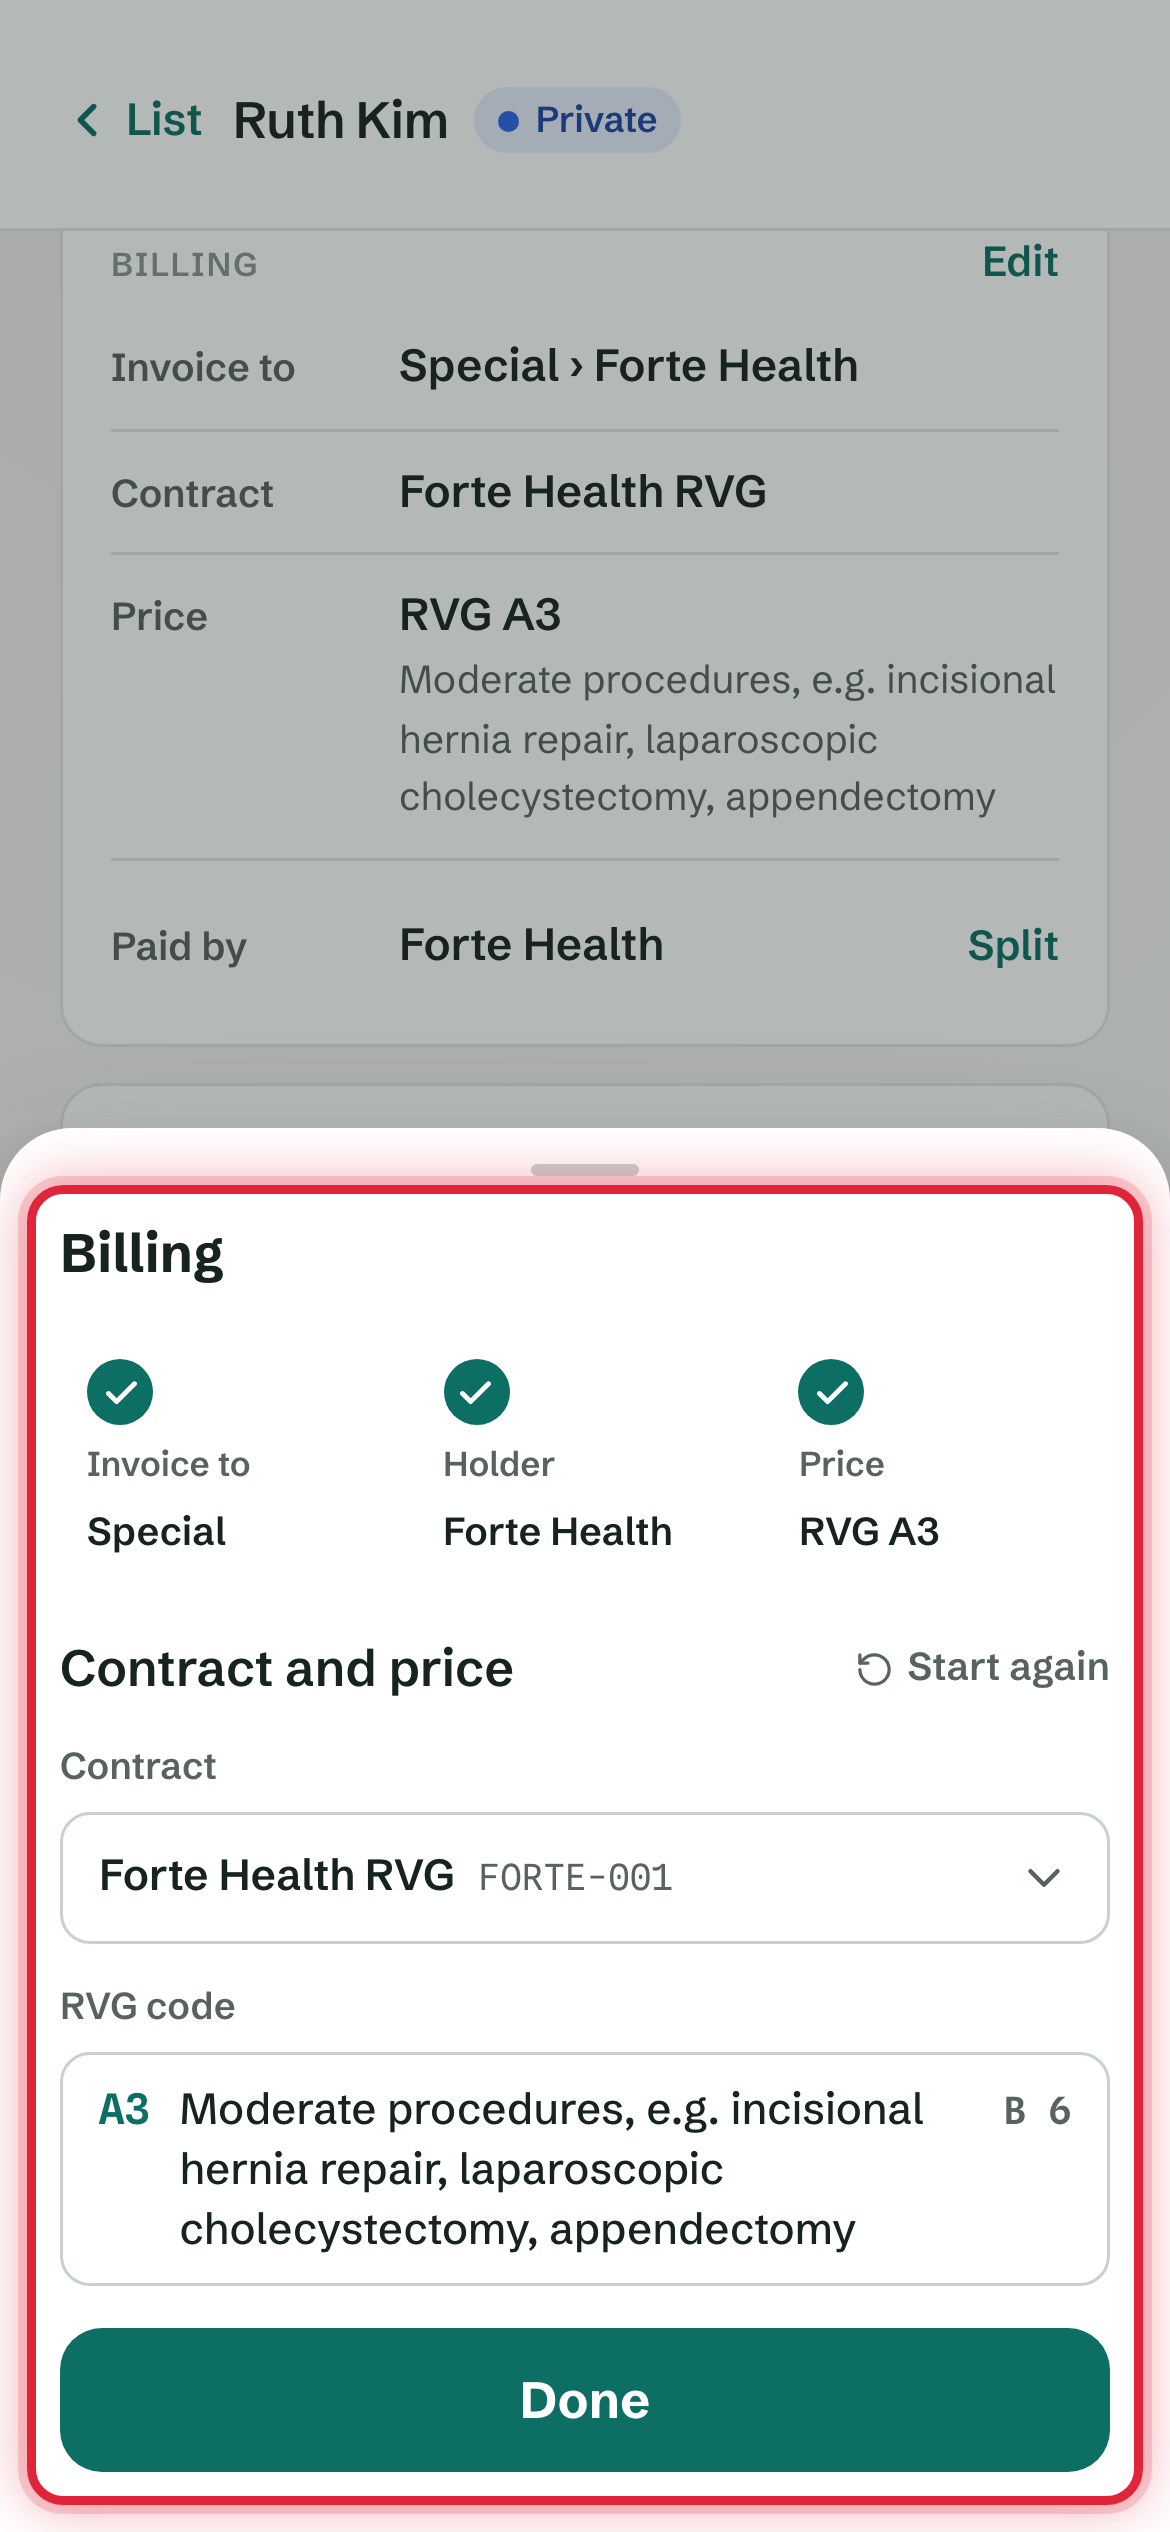 List Ruth Kim Private
BILLING Edit
Invoice to Special › Forte Health
Contract Forte Health RVG
Price RVG A3
Moderate procedures, e.g. incisional
hernia repair, laparoscopic
cholecystectomy, appendectomy
Paid by Forte Health Split
Billing
Invoice to Holder Price
Special Forte Health RVG A3
Contract and price Start again
Contract
Forte Health RVG FORTE-001
RVG code
A3 Moderate procedures, e.g. incisional B 6
hernia repair, laparoscopic
cholecystectomy, appendectomy
Done